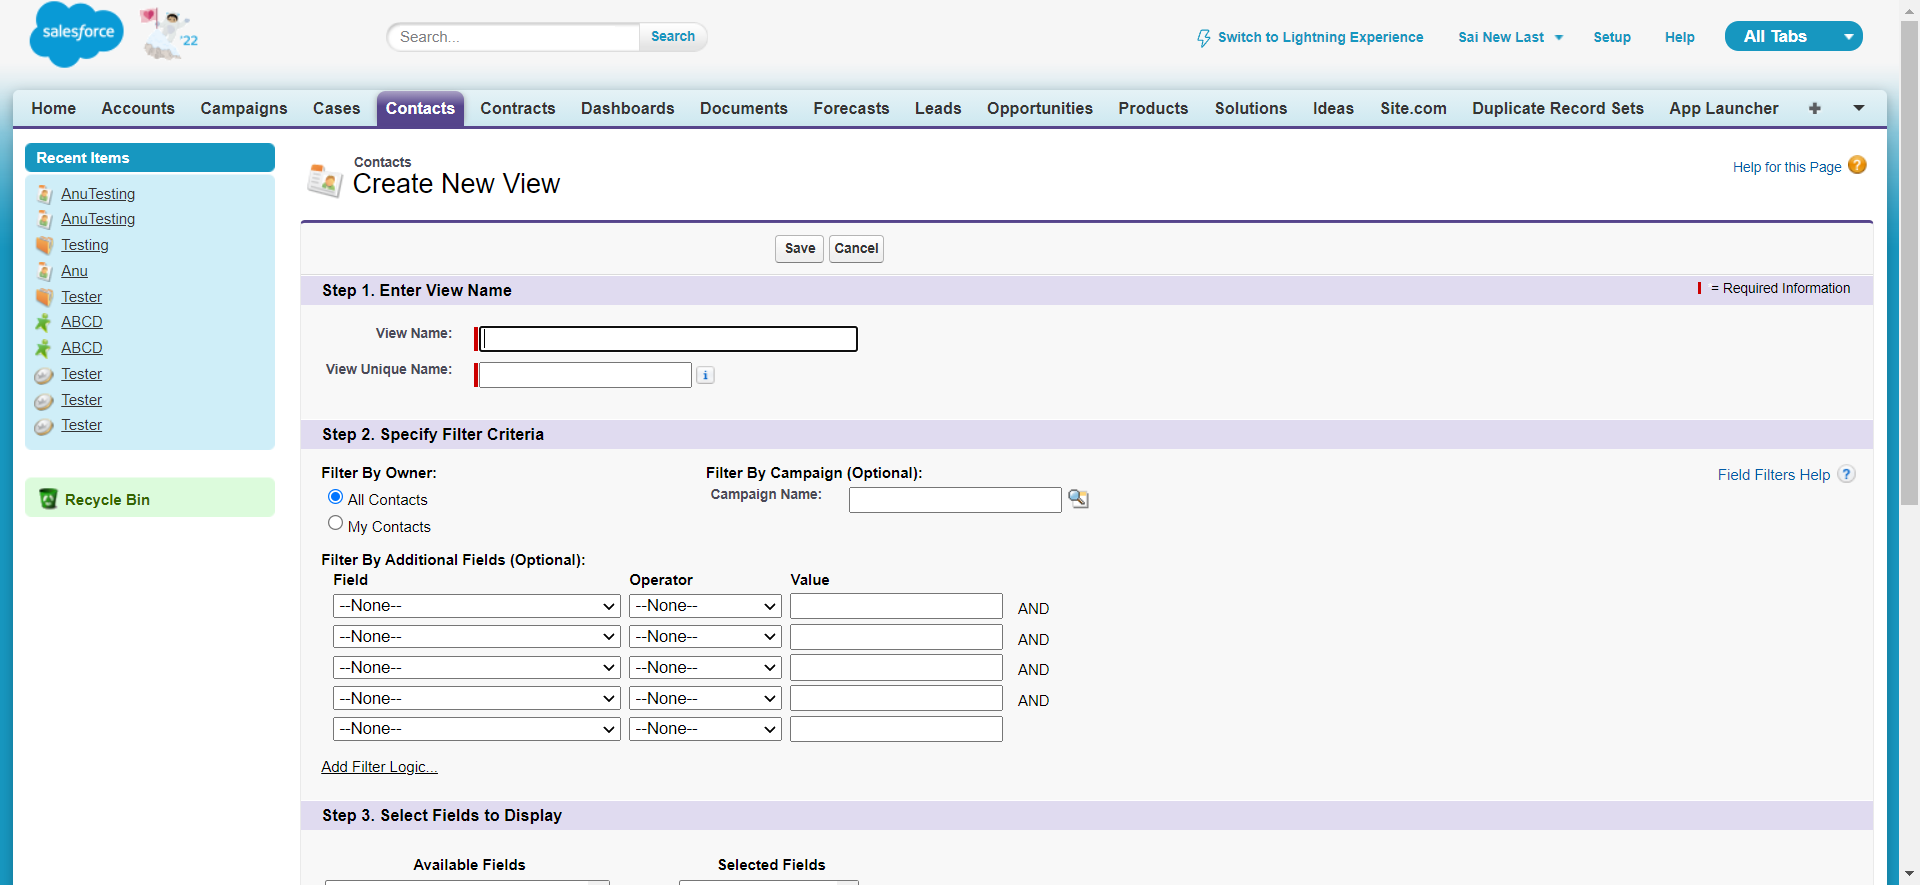 salesforce
'22
Search...
Search
Switch to Lightning Experience
Sai New Last
Setup
Help
All Tabs
Home Accounts Campaigns Cases Contacts Contracts Dashboards Documents Forecasts Leads Opportunities Products Solutions Ideas Site.com Duplicate Record Sets App Launcher +
Recent Items
AnuTesting
AnuTesting
Testing
Anu
Tester
ABCD
ABCD
Tester
Tester
Tester
Recycle Bin
Contacts
Create New View
Help for this Page ?
Save Cancel
Step 1. Enter View Name
= Required Information
View Name:
View Unique Name:
i
Step 2. Specify Filter Criteria
Filter By Owner:
All Contacts
My Contacts
Filter By Campaign (Optional):
Campaign Name:
Field Filters Help ?
Filter By Additional Fields (Optional):
Field Operator Value
--None-- --None-- AND
--None-- --None-- AND
--None-- --None-- AND
--None-- --None-- AND
--None-- --None--
Add Filter Logic...
Step 3. Select Fields to Display
Available Fields Selected Fields